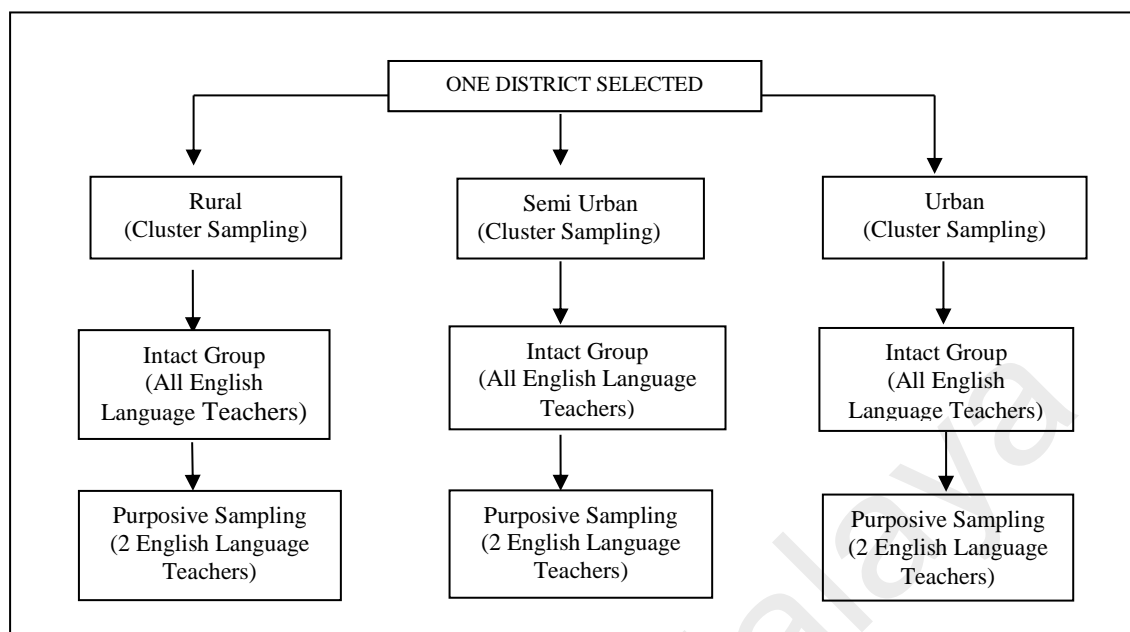 ONE DISTRICT SELECTED
Rural
(Cluster Sampling)
Semi Urban
(Cluster Sampling)
Urban
(Cluster Sampling)
Intact Group
(All English
Language Teachers)
Intact Group
(All English Language
Teachers)
Intact Group
(All English
Language Teachers)
Purposive Sampling
(2 English Language
Teachers)
Purposive Sampling
(2 English Language
Teachers)
Purposive Sampling
(2 English Language
Teachers)
alaya